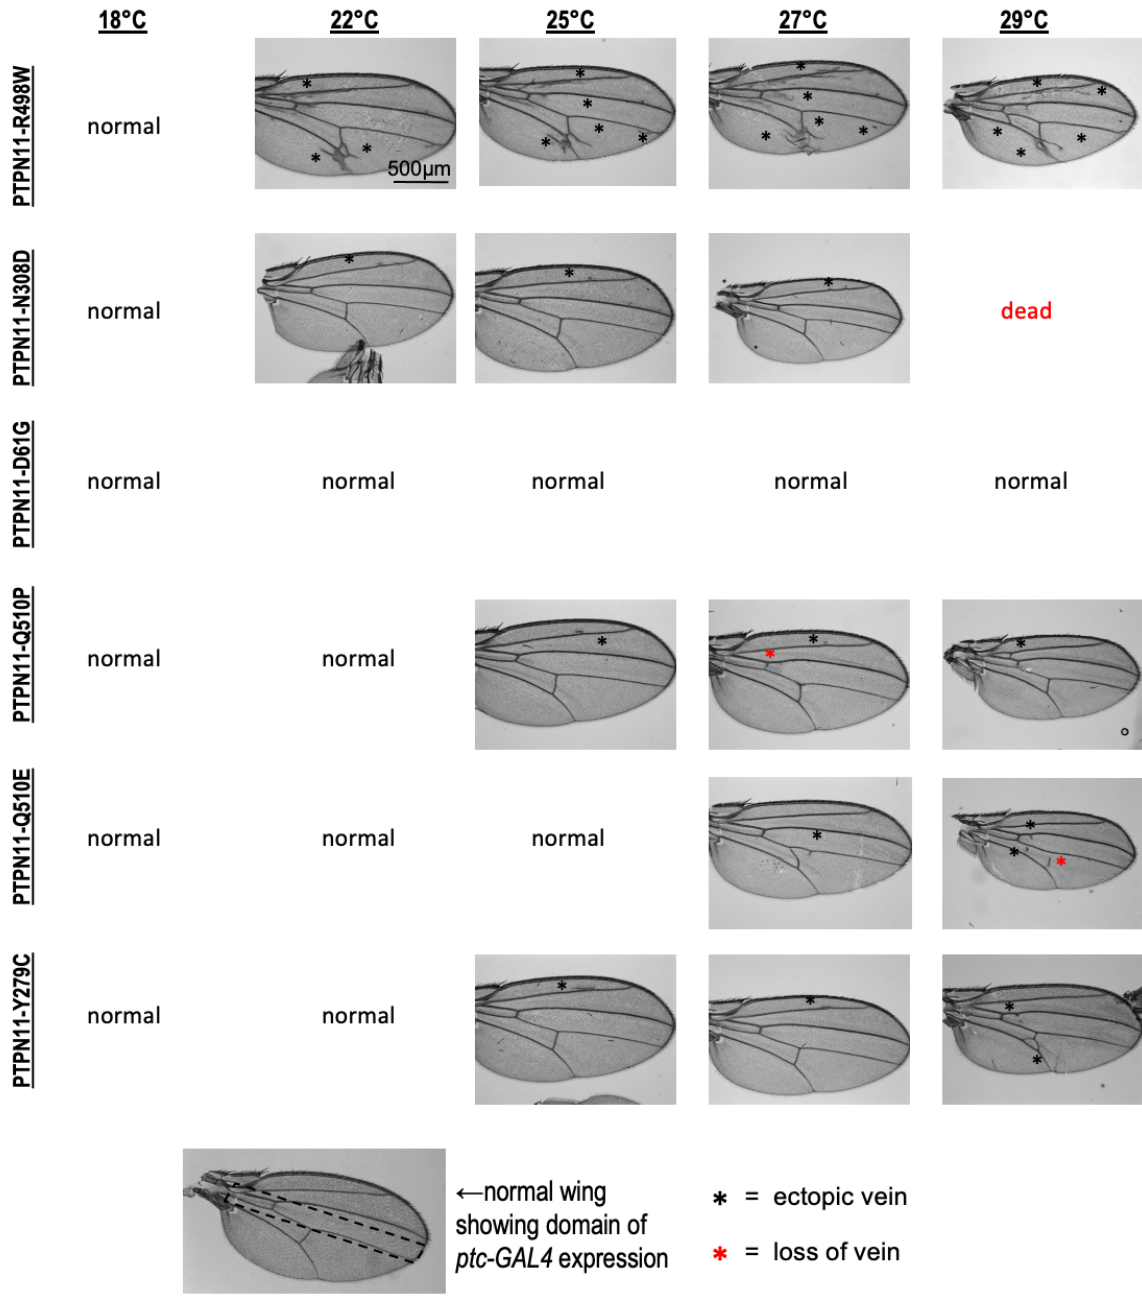 18°C 22°C 25°C 27°C 29°C
PTPN11-R498W
normal
* * *
500µm
* * * * * *
* * * * * *
* * * * *
PTPN11-N308D
normal
*
*
*
dead
PTPN11-D61G
normal normal normal normal normal
PTPN11-Q510P
normal normal
*
* *
*
PTPN11-Q510E
normal normal normal
*
* * *
PTPN11-Y279C
normal normal
*
*
* *
←normal wing
showing domain of
ptc-GAL4 expression
* = ectopic vein
* = loss of vein